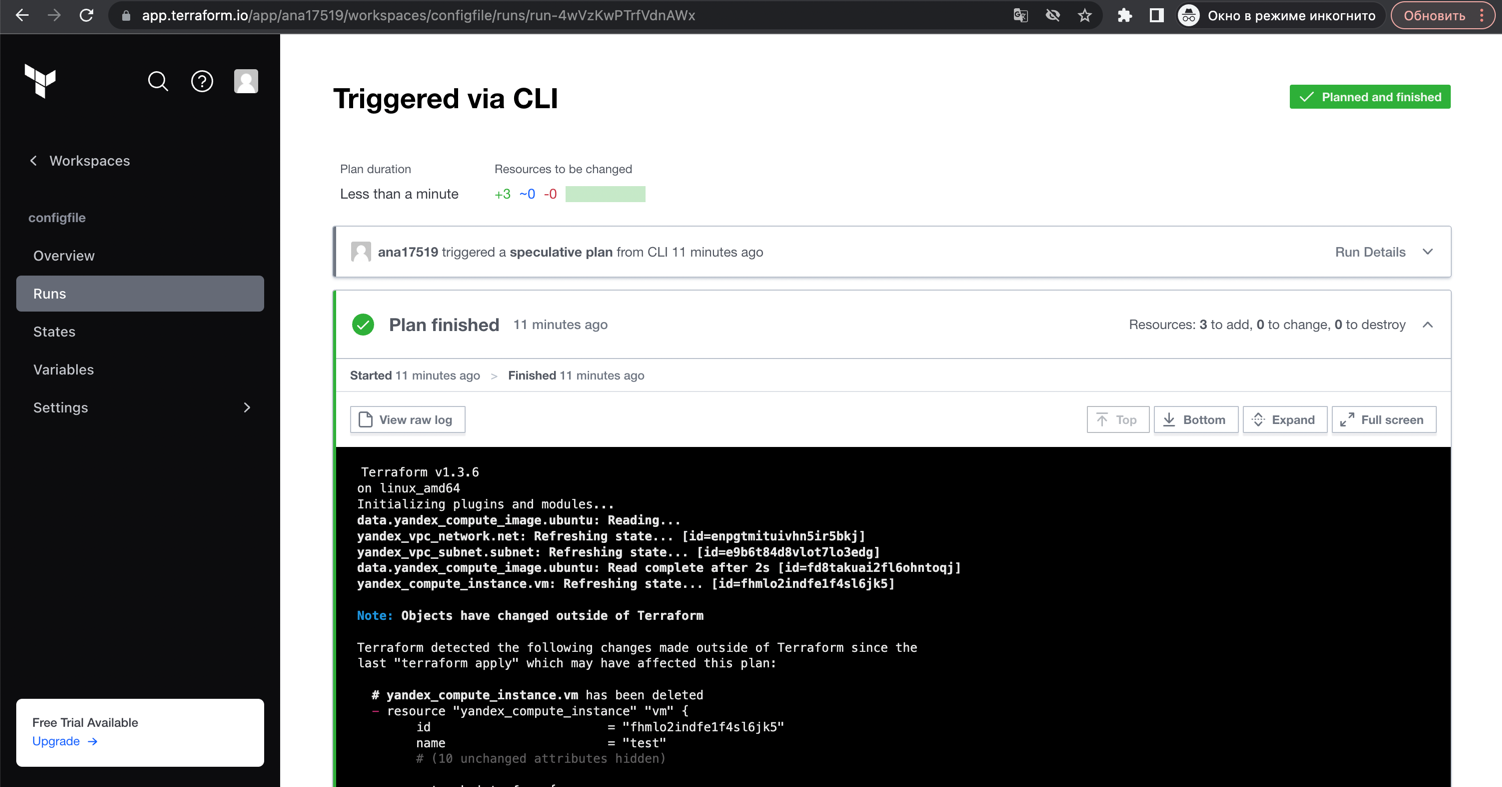 app.terraform.io/app/ana17519/workspaces/configfile/runs/run-4wVzKwPTrfVdnAWx
Окно в режиме инкогнито
Обновить
Workspaces
configfile
Overview
Runs
States
Variables
Settings
Free Trial Available
Upgrade →
Triggered via CLI
Planned and finished
Plan duration
Resources to be changed
Less than a minute
+3 ~0 -0
ana17519 triggered a speculative plan from CLI 11 minutes ago
Run Details
Plan finished 11 minutes ago
Resources: 3 to add, 0 to change, 0 to destroy
Started 11 minutes ago > Finished 11 minutes ago
View raw log
Top
Bottom
Expand
Full screen
Terraform v1.3.6
on linux_amd64
Initializing plugins and modules...
data.yandex_compute_image.ubuntu: Reading...
yandex_vpc_network.net: Refreshing state... [id=enpgtmituivhn5ir5bkj]
yandex_vpc_subnet.subnet: Refreshing state... [id=e9b6t84d8vlot7lo3edg]
data.yandex_compute_image.ubuntu: Read complete after 2s [id=fd8takuai2fl6ohntoqj]
yandex_compute_instance.vm: Refreshing state... [id=fhmlo2indfe1f4sl6jk5]
Note: Objects have changed outside of Terraform
Terraform detected the following changes made outside of Terraform since the
last "terraform apply" which may have affected this plan:
# yandex_compute_instance.vm has been deleted
- resource "yandex_compute_instance" "vm" {
id = "fhmlo2indfe1f4sl6jk5"
name = "test"
# (10 unchanged attributes hidden)